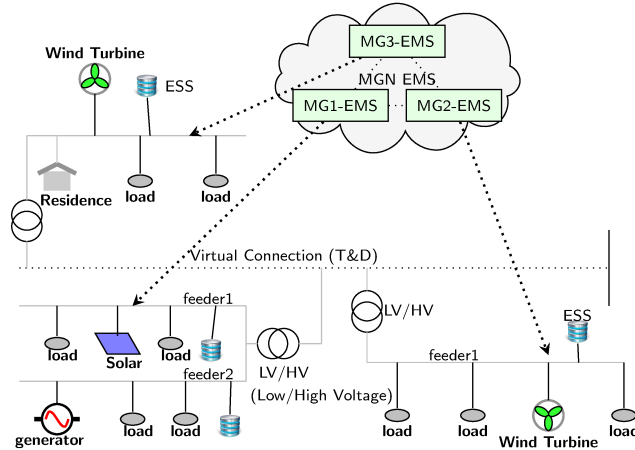 MG3-EMS
Wind Turbine
ESS
MGN EMS
MG1-EMS
MG2-EMS
Residence
load
load
Virtual Connection (T&D)
feeder1
LV/HV
ESS
load
Solar
load
feeder1
LV/HV
(Low/High Voltage)
feeder2
generator
load
load
load
load
Wind Turbine
load